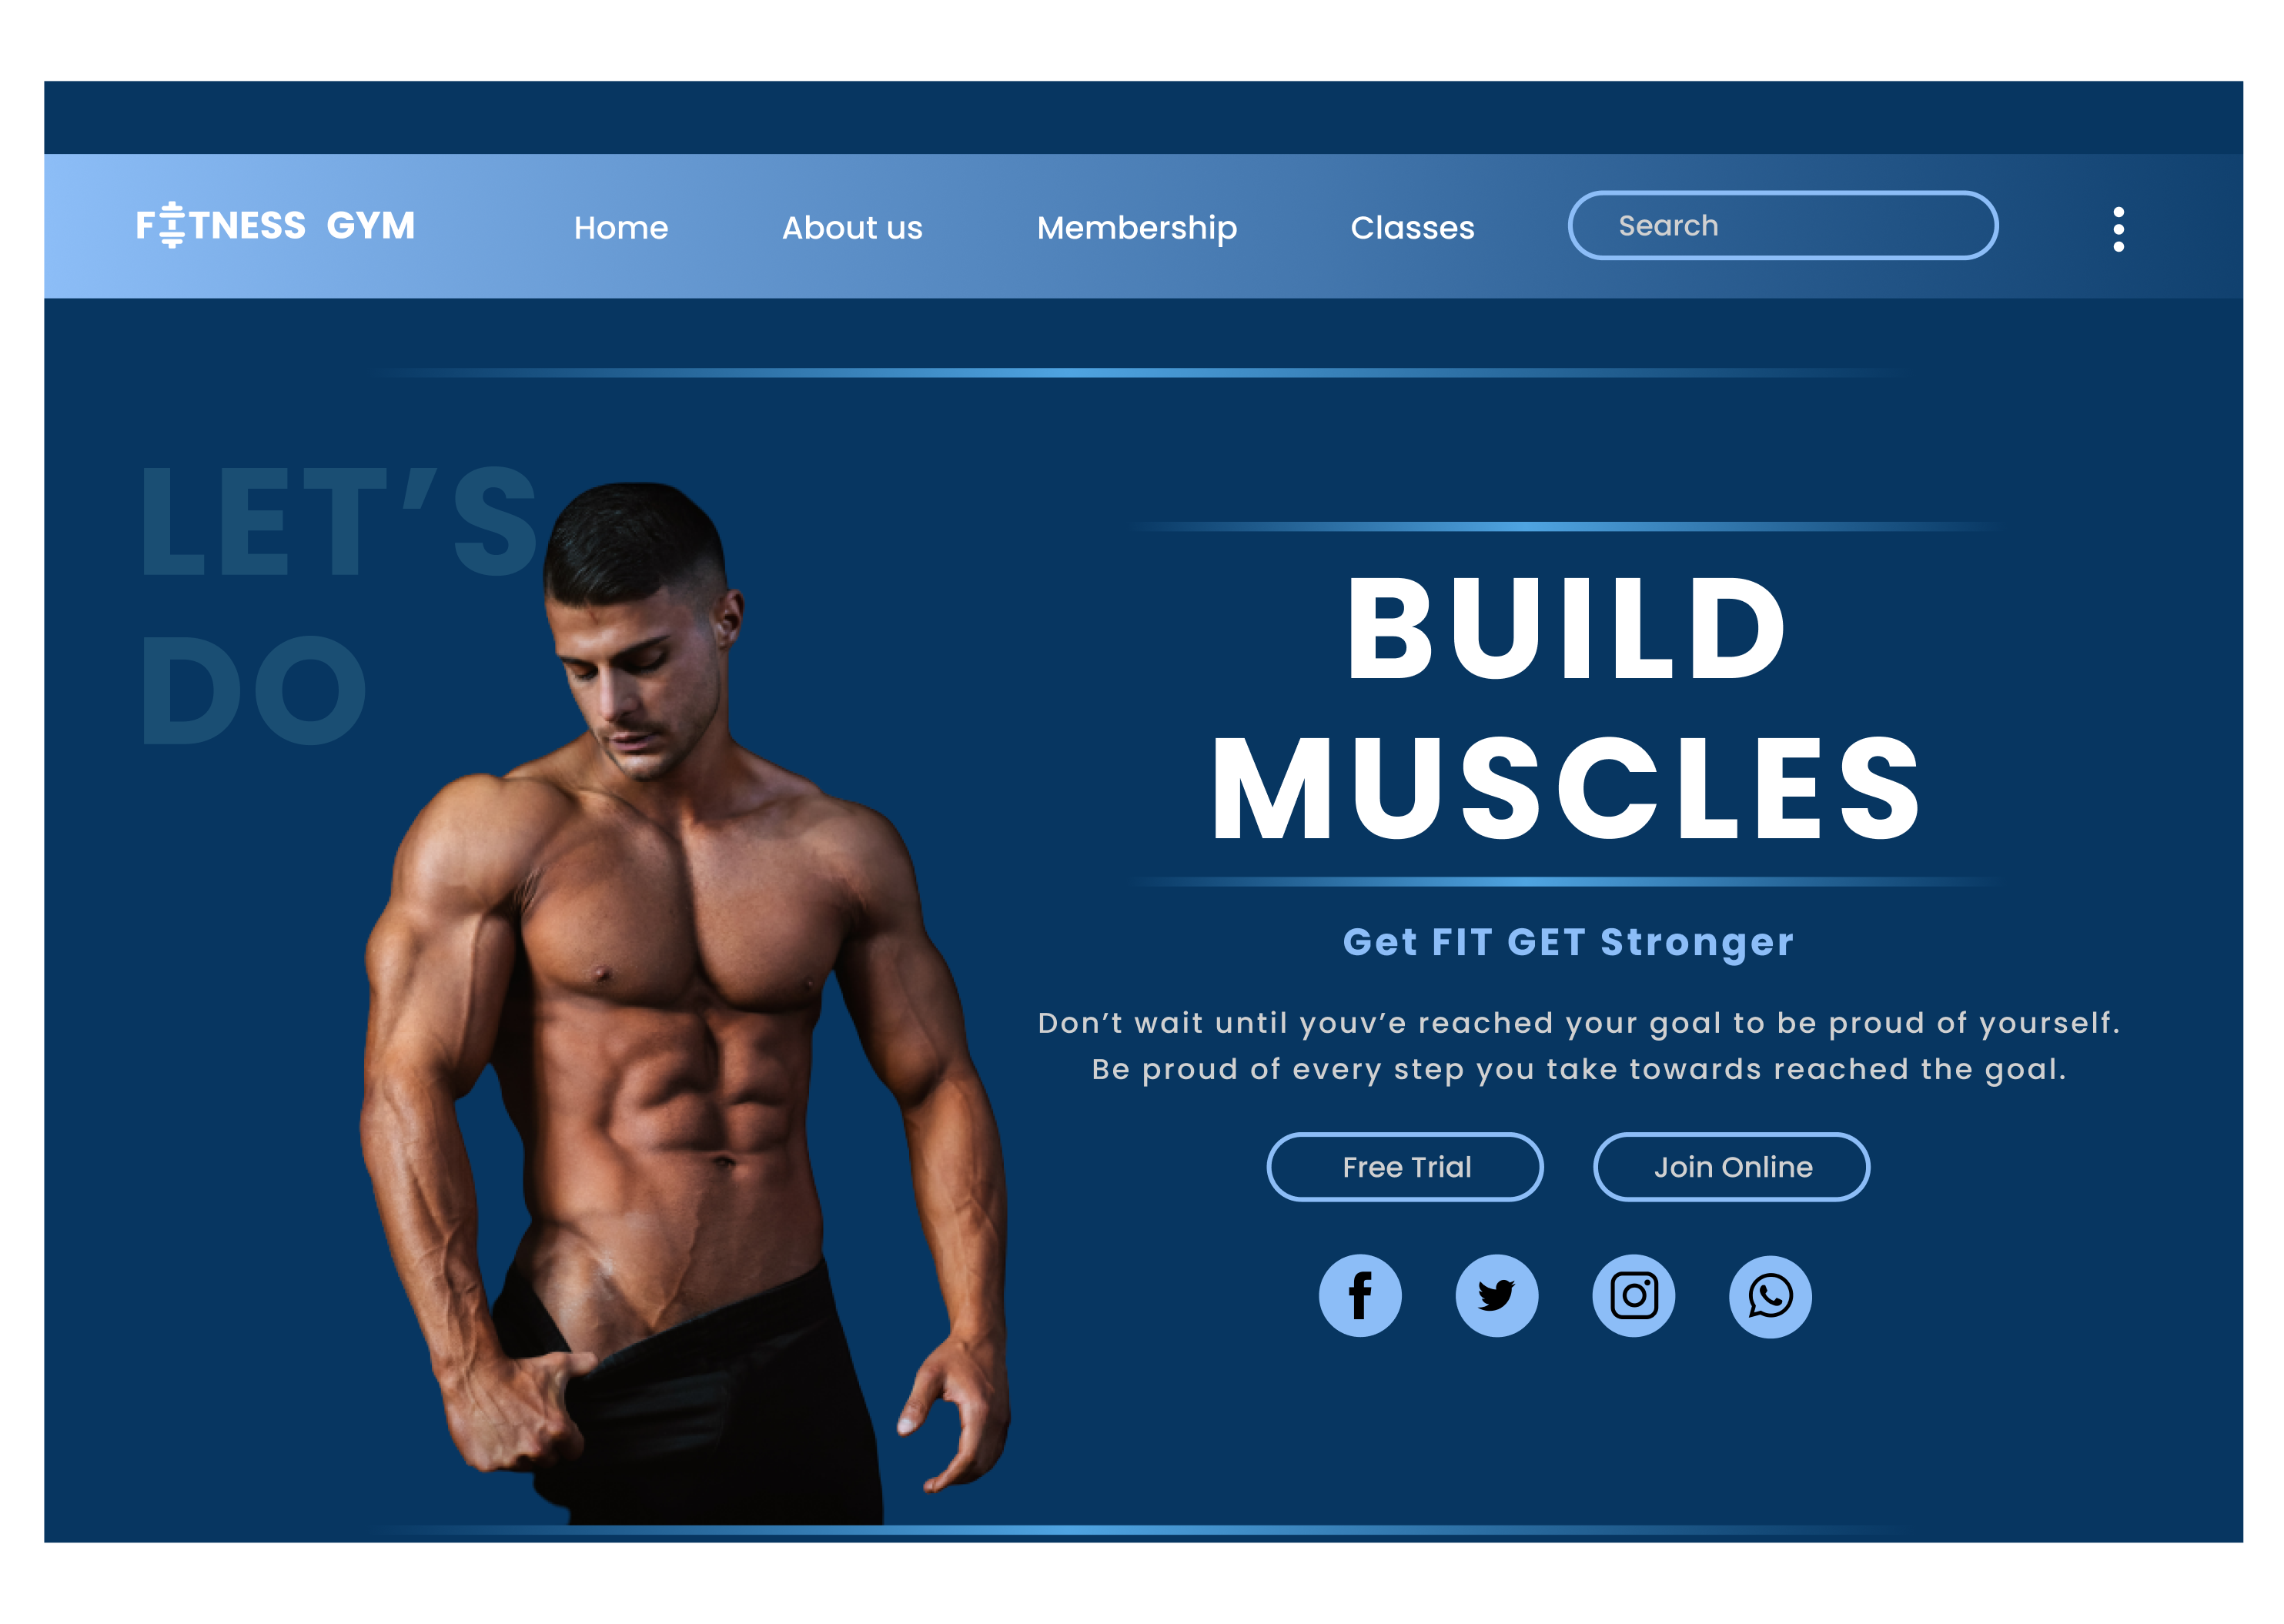 FITNESS GYM
Home
About us
Membership
Classes
Search
LET’S
DO
BUILD
MUSCLES
Get FIT GET Stronger
Don’t wait until youv’e reached your goal to be proud of yourself.
Be proud of every step you take towards reached the goal.
Free Trial
Join Online